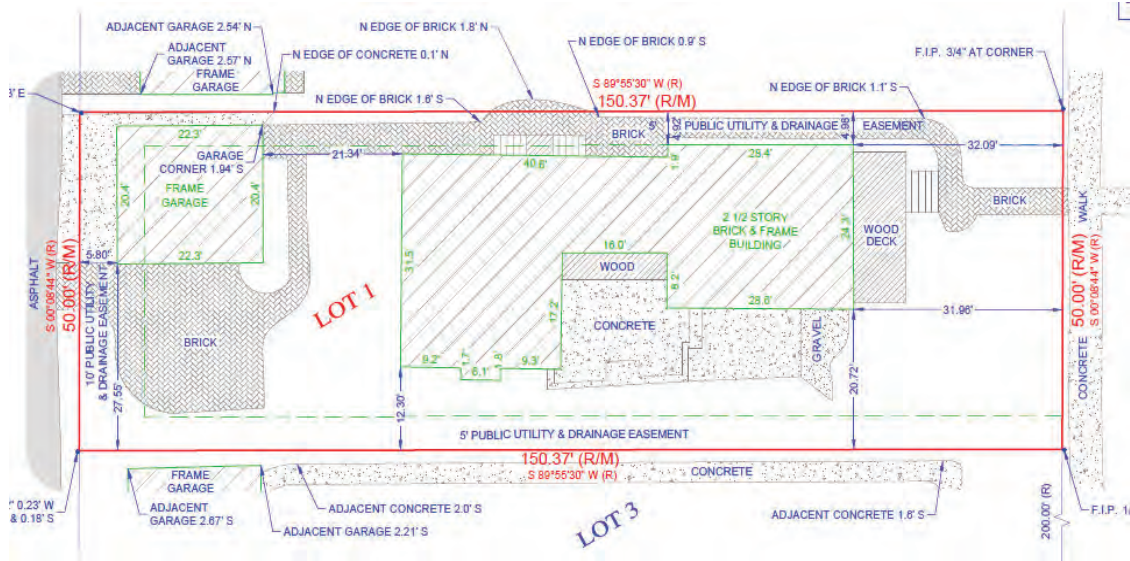 ADJACENT GARAGE 2.54' N
N EDGE OF BRICK 1.8' N
N EDGE OF CONCRETE 0.1' N
N EDGE OF BRICK 0.9' S
ADJACENT
GARAGE 2.57' N
FRAME
GARAGE
F.I.P. 3/4" AT CORNER
S 89°55'30" W (R)
150.37' (R/M)
N EDGE OF BRICK 1.6' S
N EDGE OF BRICK 1.1' S
' E
22.3'
GARAGE
CORNER 1.94' S
BRICK
5'
4.92'
PUBLIC UTILITY & DRAINAGE
4.98'
EASEMENT
21.34'
40.6'
1.9'
28.4'
32.09'
20.4'
FRAME
GARAGE
20.4'
2 1/2 STORY
BRICK & FRAME
BUILDING
24.3'
WOOD
DECK
BRICK
WALK
5.80'
22.3'
31.5'
16.0'
WOOD
8.2'
ASPHALT
S 00°08'44" W (R)
50.00' (R/M)
10' PUBLIC UTILITY
& DRAINAGE EASEMENT
27.55'
LOT 1
BRICK
17.2'
CONCRETE
28.6'
GRAVEL
31.96'
50.00' (R/M)
S 00°08'44" W (R)
CONCRETE
9.2'
1.7'
6.1'
1.8'
9.3'
12.30'
20.72'
5' PUBLIC UTILITY & DRAINAGE EASEMENT
150.37' (R/M)
S 89°55'30" W (R)
FRAME
GARAGE
CONCRETE
' 0.23' W
& 0.18' S
ADJACENT
GARAGE 2.67' S
ADJACENT CONCRETE 2.0' S
ADJACENT GARAGE 2.21' S
LOT 3
ADJACENT CONCRETE 1.6' S
200.00' (R)
F.I.P. 1/